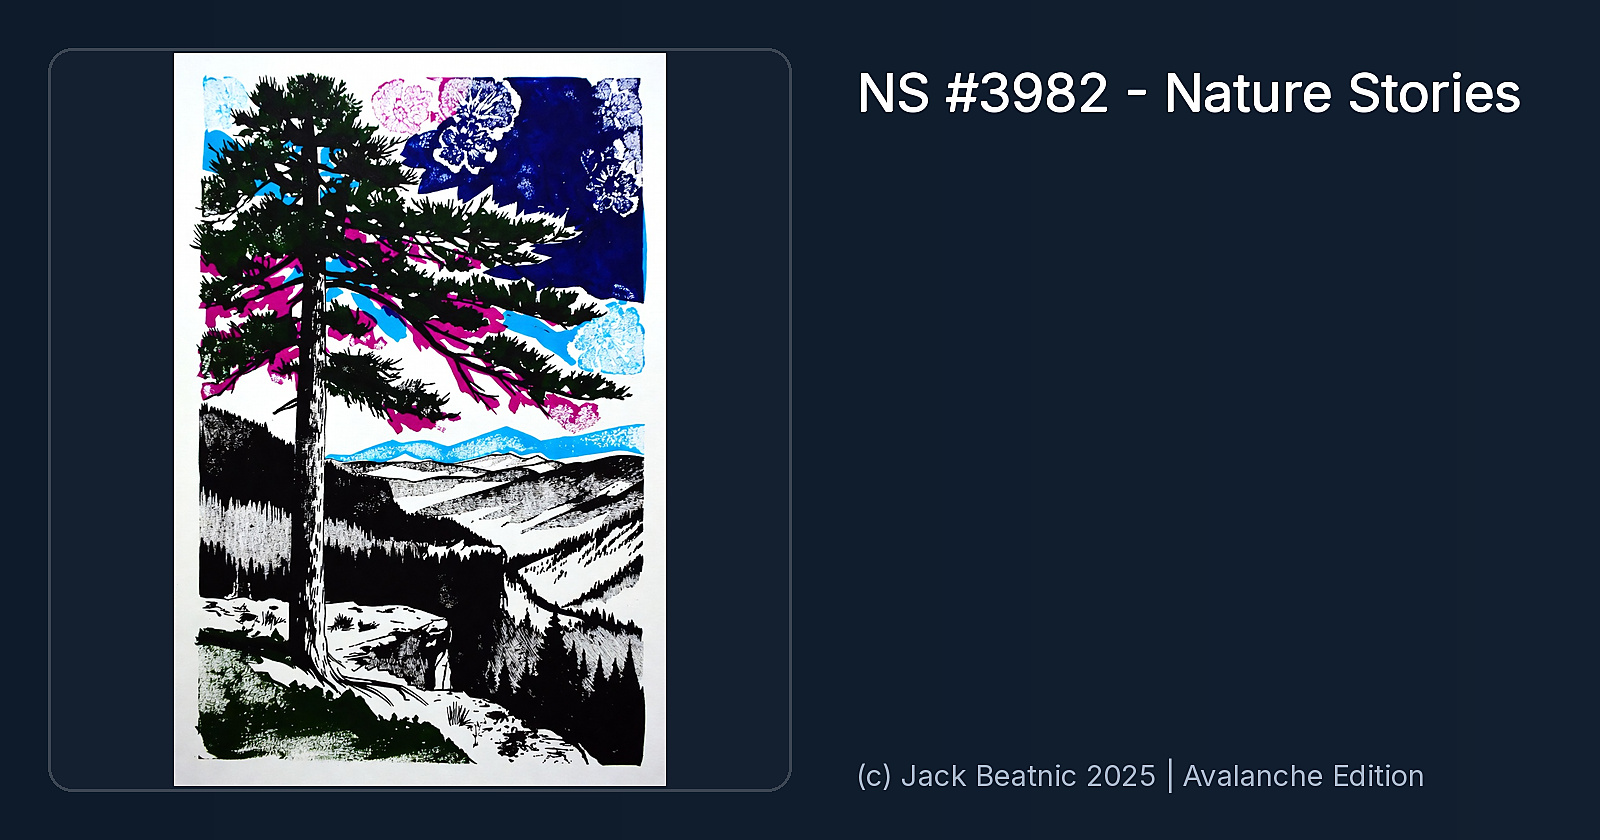 NS #3982 - Nature Stories
(c) Jack Beatnic 2025 | Avalanche Edition